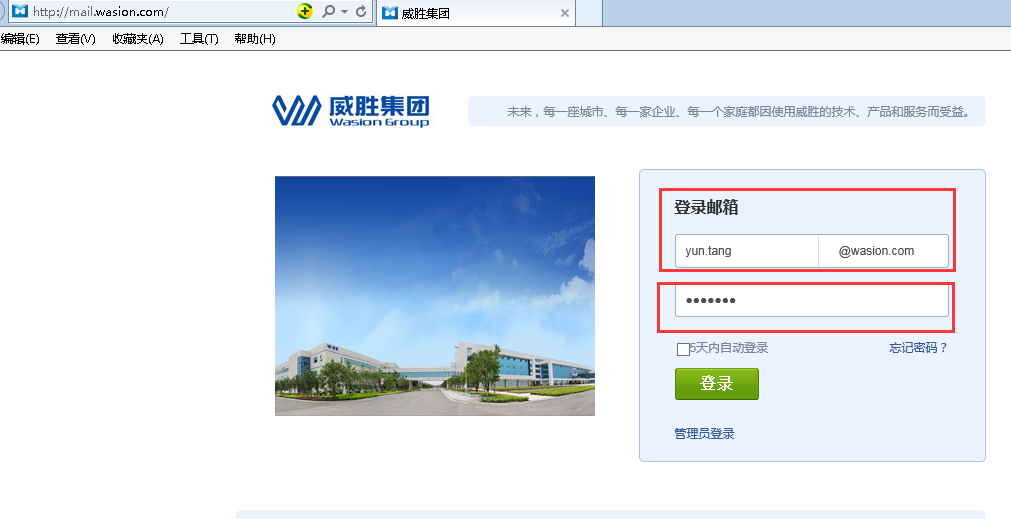 http://mail.wasion.com/
威胜集团
编辑(E) 查看(V) 收藏夹(A) 工具(T) 帮助(H)
威胜集团
Wasion Group
未来，每一座城市、每一家企业、每一个家庭都因使用威胜的技术、产品和服务而受益。
登录邮箱
yun.tang @wasion.com
•••••••
5天内自动登录 忘记密码？
登录
管理员登录